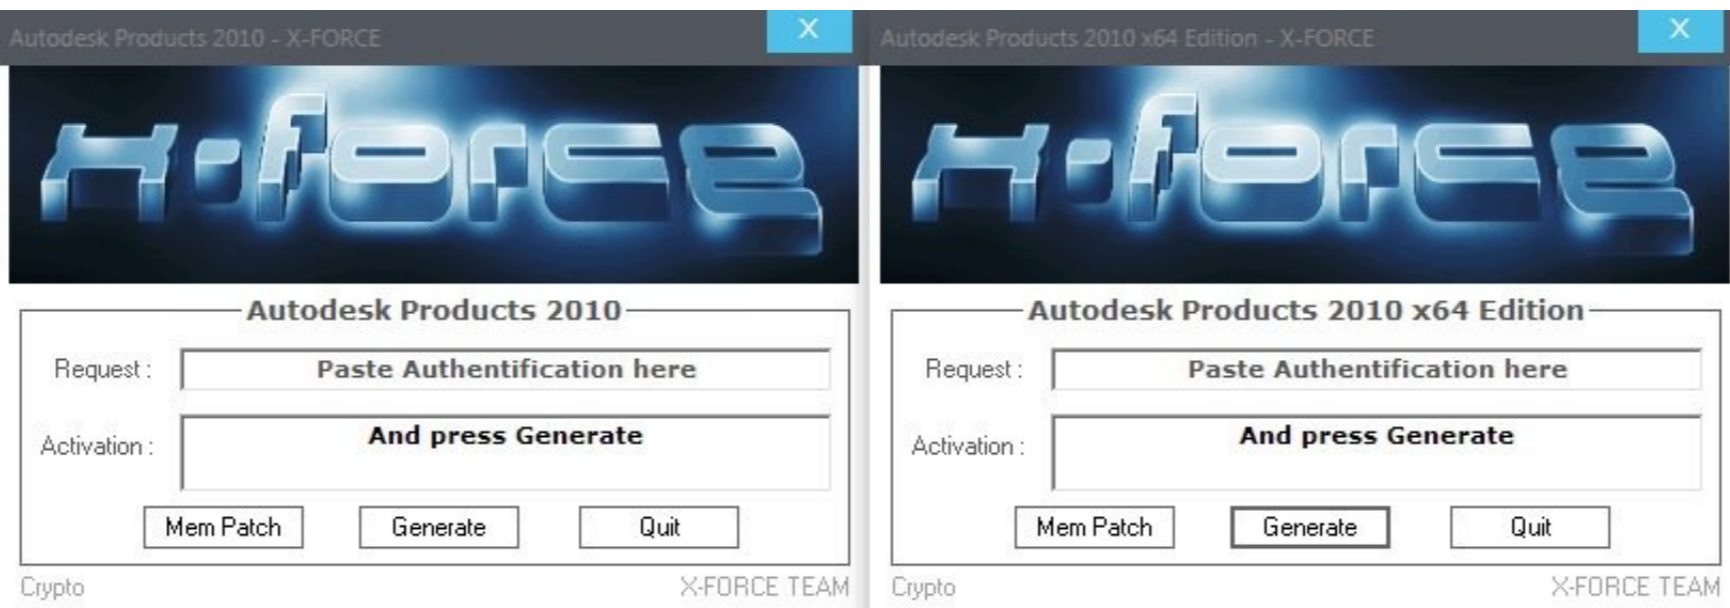 Autodesk Products 2010 - X-FORCE
X
x-force
Autodesk Products 2010
Request :
Paste Authentification here
Activation :
And press Generate
Mem Patch
Generate
Quit
Crypto
X-FORCE TEAM
Autodesk Products 2010 x64 Edition - X-FORCE
X
x-force
Autodesk Products 2010 x64 Edition
Request :
Paste Authentification here
Activation :
And press Generate
Mem Patch
Generate
Quit
Crypto
X-FORCE TEAM